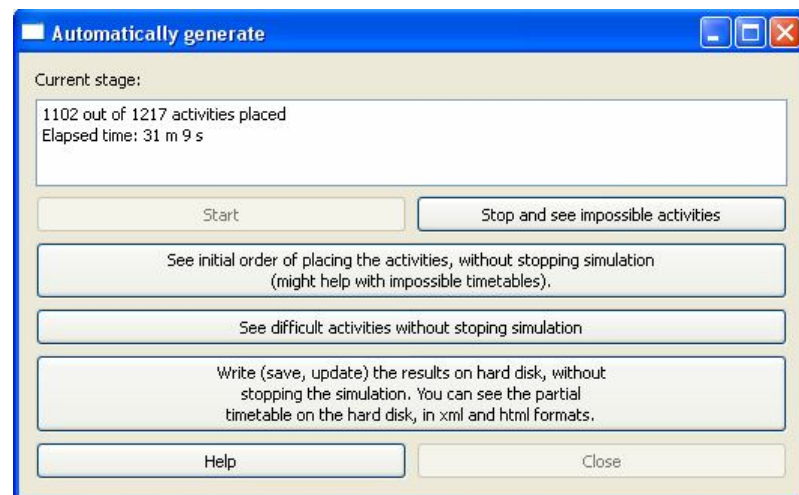 Automatically generate
Current stage:
1102 out of 1217 activities placed
Elapsed time: 31 m 9 s
Start
Stop and see impossible activities
See initial order of placing the activities, without stopping simulation
(might help with impossible timetables).
See difficult activities without stoping simulation
Write (save, update) the results on hard disk, without
stopping the simulation. You can see the partial
timetable on the hard disk, in xml and html formats.
Help
Close